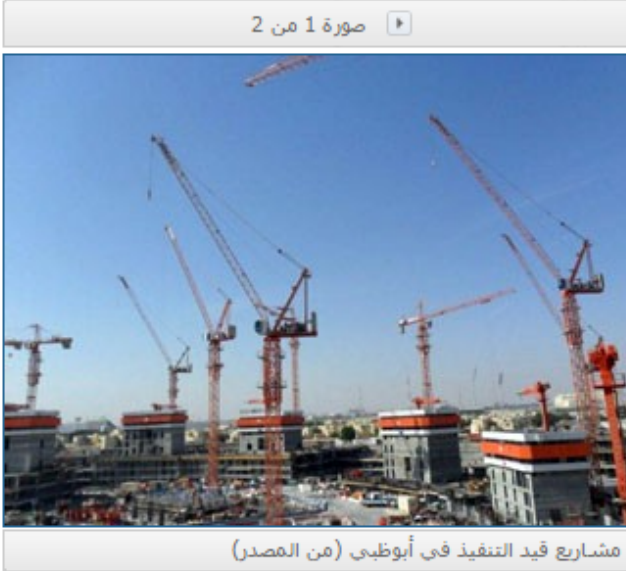 صورة 1 من 2
مشاريع قيد التنفيذ في أبوظبي (من المصدر)